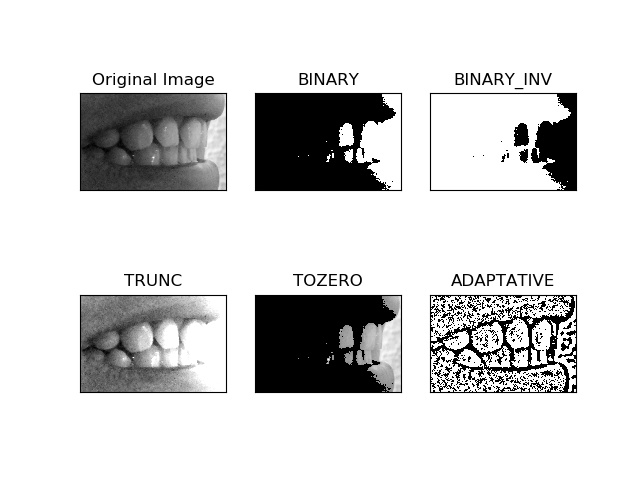 Original Image
BINARY
BINARY_INV
TRUNC
TOZERO
ADAPTATIVE